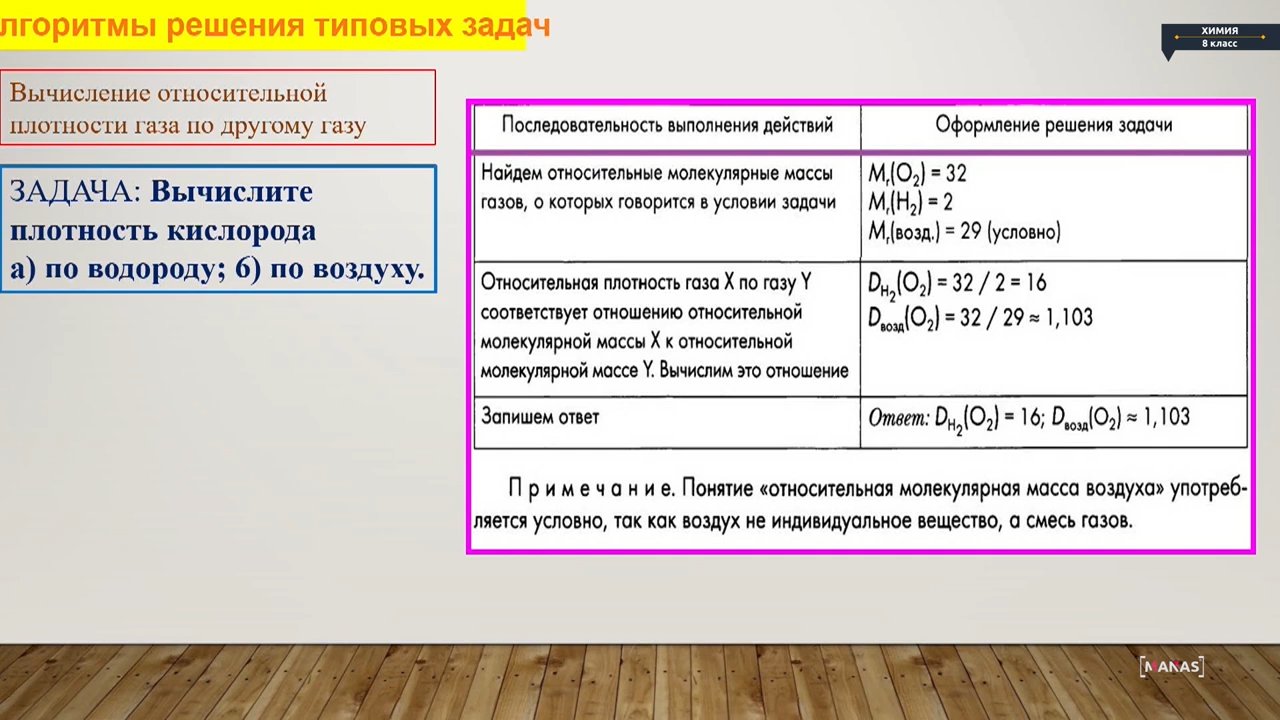 лгоритмы решения типовых задач
ХИМИЯ
8 класс
Вычисление относительной
плотности газа по другому газу
ЗАДАЧА: Вычислите
плотность кислорода
а) по водороду; б) по воздуху.
Последовательность выполнения действий
Оформление решения задачи
Найдем относительные молекулярные массы
газов, о которых говорится в условии задачи
Mr(O2) = 32
Mr(H2) = 2
Mr(возд.) = 29 (условно)
Относительная плотность газа X по газу Y
соответствует отношению относительной
молекулярной массы X к относительной
молекулярной массе Y. Вычислим это отношение
DH2(O2) = 32 / 2 = 16
Dвозд(O2) = 32 / 29 ≈ 1,103
Запишем ответ
Ответ: DH2(O2) = 16; Dвозд(O2) ≈ 1,103
П р и м е ч а н и е. Понятие «относительная молекулярная масса воздуха» употреб-
ляется условно, так как воздух не индивидуальное вещество, а смесь газов.
[MANAS]